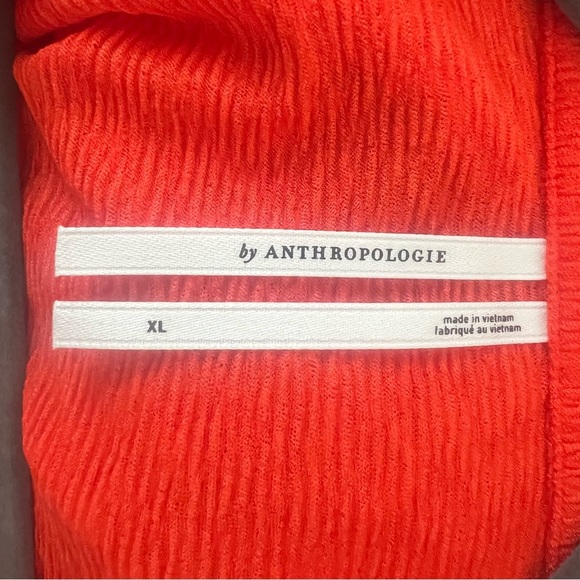 by ANTHROPOLOGIE
XL
made in vietnam
fabriqué au vietnam